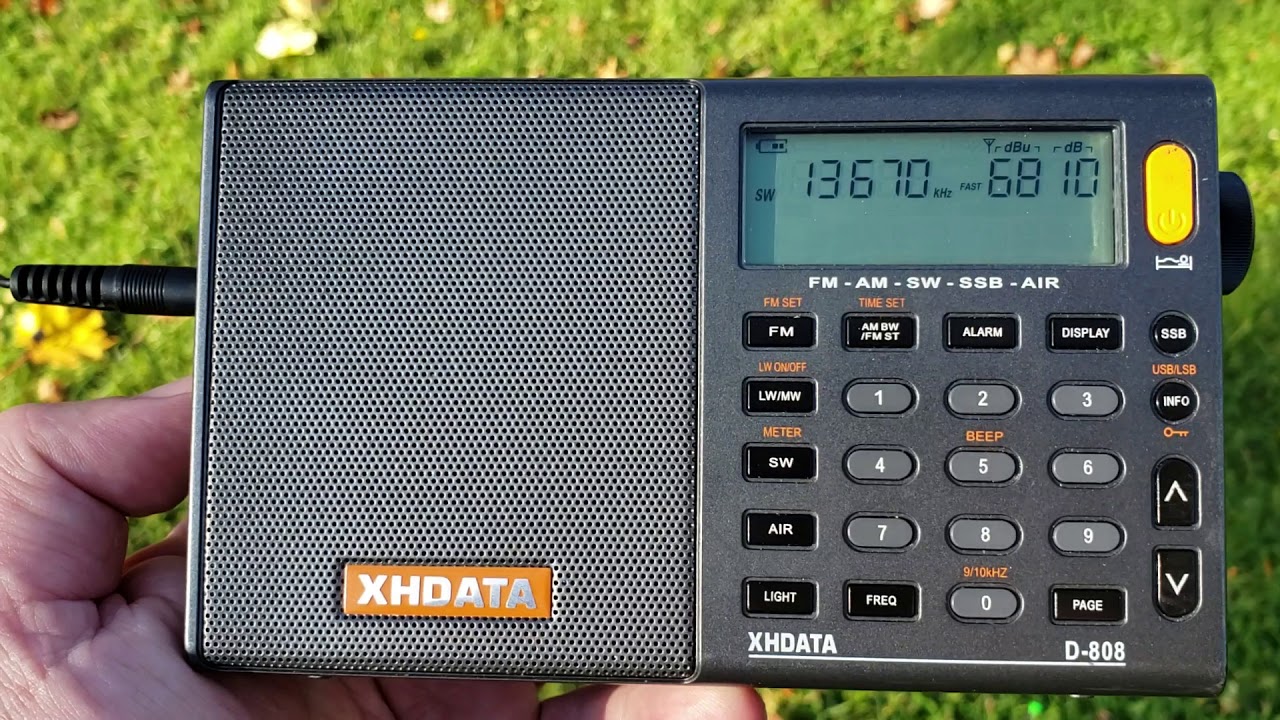 dBu dB
SW 13670 kHz FAST 6810
FM - AM - SW - SSB - AIR
FM SET TIME SET
FM AM BW /FM ST ALARM DISPLAY SSB
LW ON/OFF USB/LSB
LW/MW 1 2 3 INFO
METER BEEP
SW 4 5 6
AIR 7 8 9
9/10kHZ
LIGHT FREQ 0 PAGE
XHDATA
XHDATA D-808